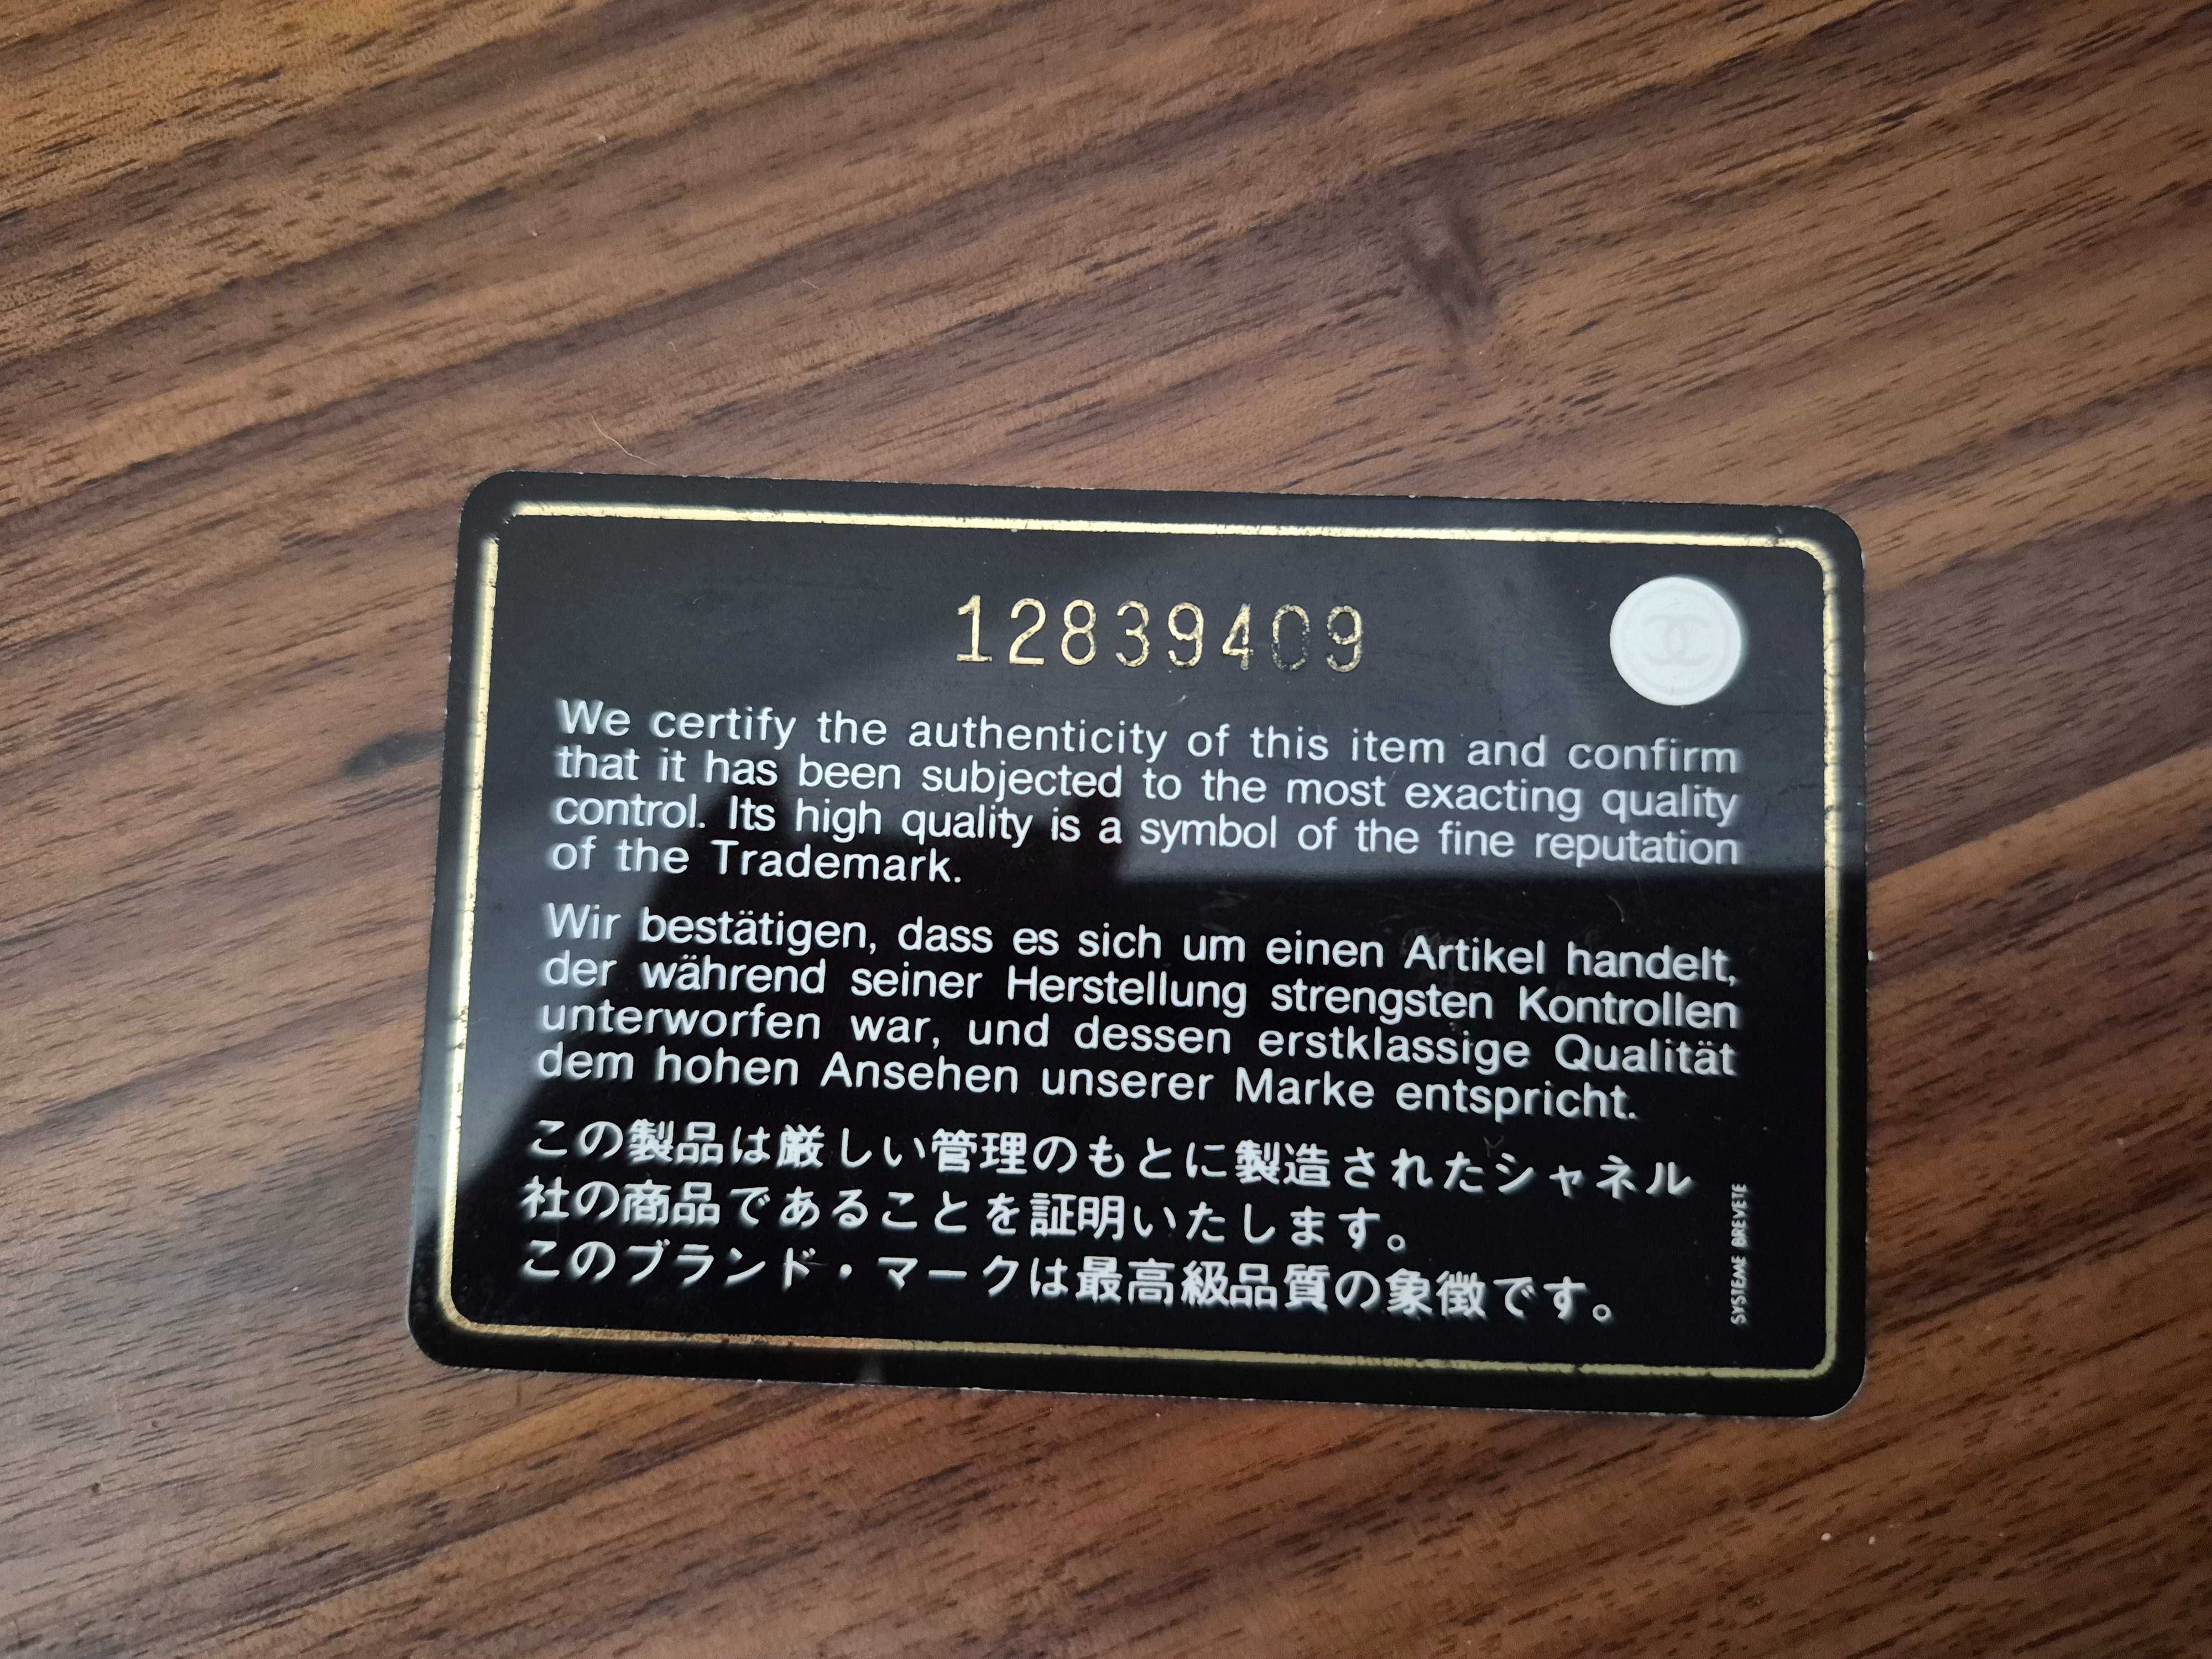 12839409
We certify the authenticity of this item and confirm
that it has been subjected to the most exacting quality
control. Its high quality is a symbol of the fine reputation
of the Trademark.
Wir bestätigen, dass es sich um einen Artikel handelt,
der während seiner Herstellung strengsten Kontrollen
unterworfen war, und dessen erstklassige Qualität
dem hohen Ansehen unserer Marke entspricht.
この製品は厳しい管理のもとに製造されたシャネル
社の商品であることを証明いたします。
このブランド・マークは最高級品質の象徴です。
SYSTEME BREVETE